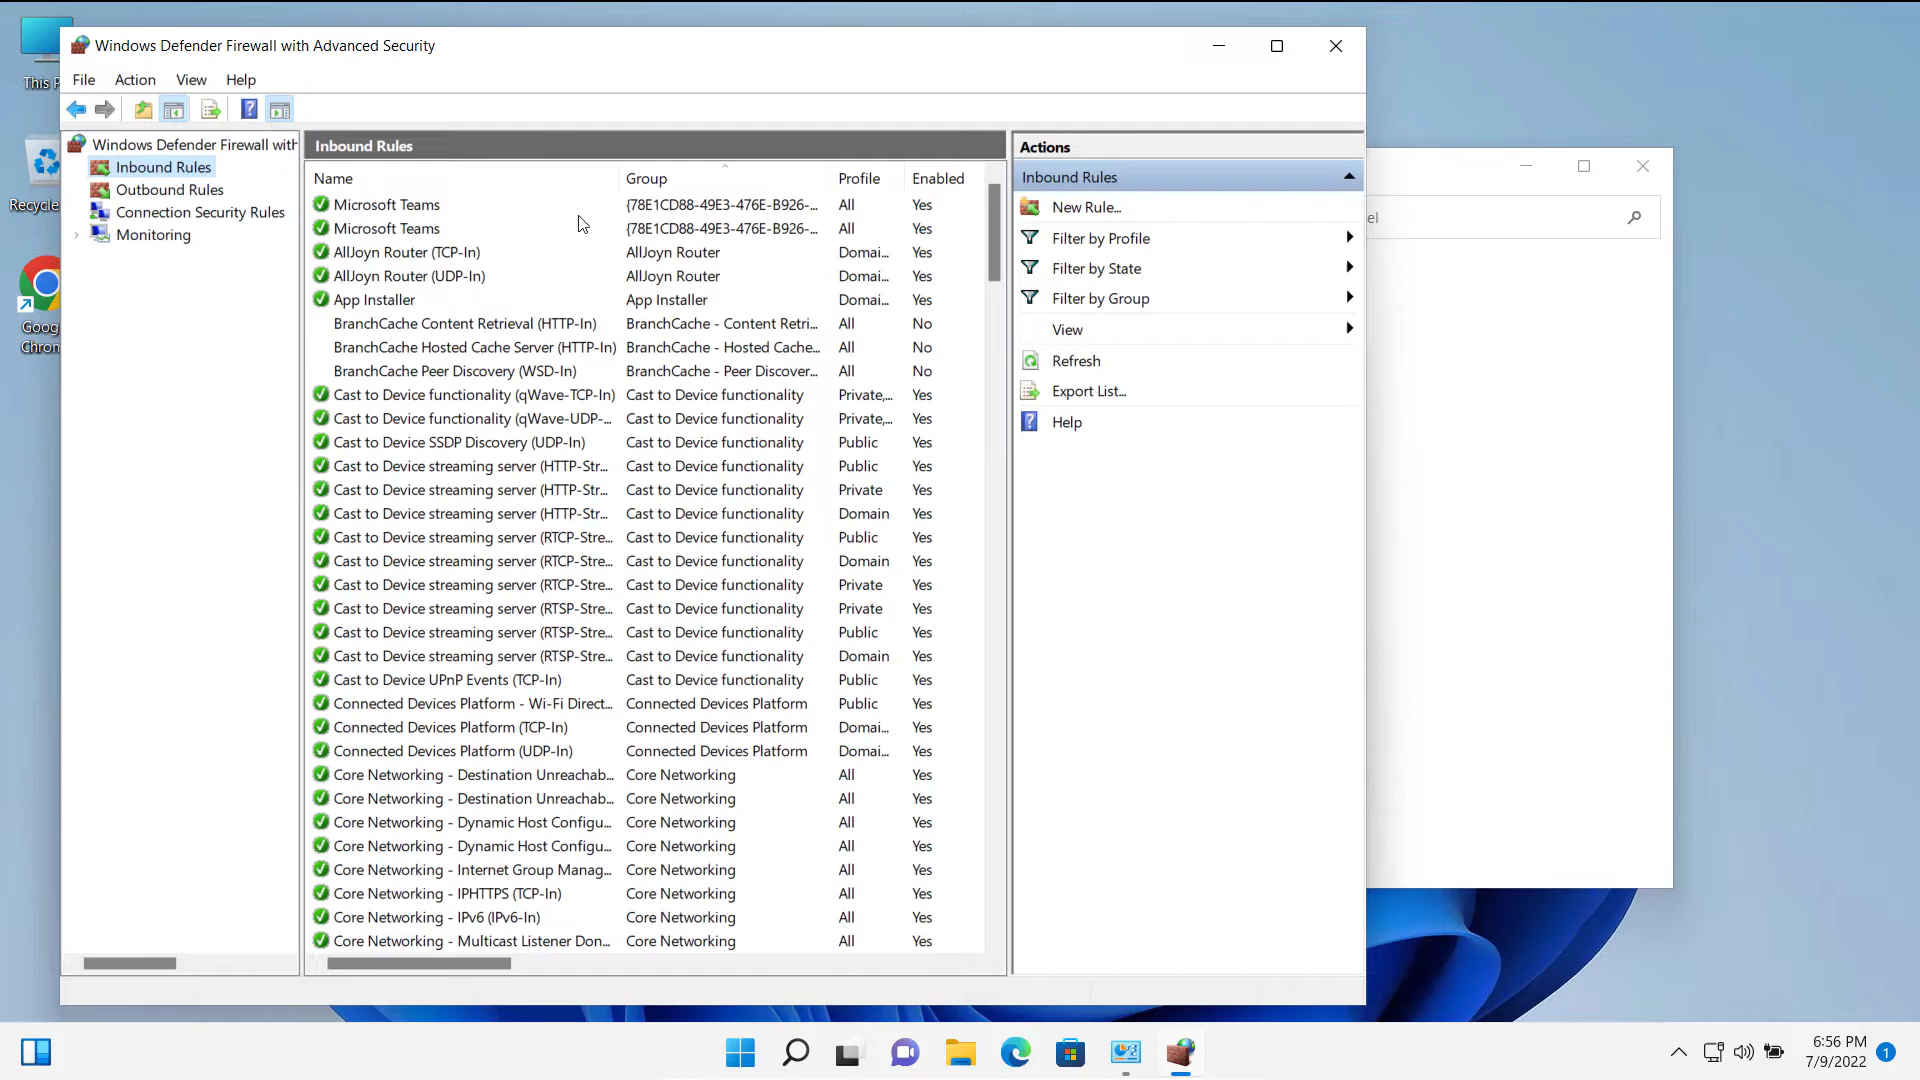 This P
Recycle
Goog
Chron
Windows Defender Firewall with Advanced Security
File Action View Help
Windows Defender Firewall with
Inbound Rules
Outbound Rules
Connection Security Rules
Monitoring
Inbound Rules
Name Group Profile Enabled
Microsoft Teams {78E1CD88-49E3-476E-B926-... All Yes
Microsoft Teams {78E1CD88-49E3-476E-B926-... All Yes
AllJoyn Router (TCP-In) AllJoyn Router Domai... Yes
AllJoyn Router (UDP-In) AllJoyn Router Domai... Yes
App Installer App Installer Domai... Yes
BranchCache Content Retrieval (HTTP-In) BranchCache - Content Retri... All No
BranchCache Hosted Cache Server (HTTP-In) BranchCache - Hosted Cache... All No
BranchCache Peer Discovery (WSD-In) BranchCache - Peer Discover... All No
Cast to Device functionality (qWave-TCP-In) Cast to Device functionality Private,... Yes
Cast to Device functionality (qWave-UDP-... Cast to Device functionality Private,... Yes
Cast to Device SSDP Discovery (UDP-In) Cast to Device functionality Public Yes
Cast to Device streaming server (HTTP-Str... Cast to Device functionality Public Yes
Cast to Device streaming server (HTTP-Str... Cast to Device functionality Private Yes
Cast to Device streaming server (HTTP-Str... Cast to Device functionality Domain Yes
Cast to Device streaming server (RTCP-Stre... Cast to Device functionality Public Yes
Cast to Device streaming server (RTCP-Stre... Cast to Device functionality Domain Yes
Cast to Device streaming server (RTCP-Stre... Cast to Device functionality Private Yes
Cast to Device streaming server (RTSP-Stre... Cast to Device functionality Private Yes
Cast to Device streaming server (RTSP-Stre... Cast to Device functionality Public Yes
Cast to Device streaming server (RTSP-Stre... Cast to Device functionality Domain Yes
Cast to Device UPnP Events (TCP-In) Cast to Device functionality Public Yes
Connected Devices Platform - Wi-Fi Direct... Connected Devices Platform Public Yes
Connected Devices Platform (TCP-In) Connected Devices Platform Domai... Yes
Connected Devices Platform (UDP-In) Connected Devices Platform Domai... Yes
Core Networking - Destination Unreachab... Core Networking All Yes
Core Networking - Destination Unreachab... Core Networking All Yes
Core Networking - Dynamic Host Configu... Core Networking All Yes
Core Networking - Dynamic Host Configu... Core Networking All Yes
Core Networking - Internet Group Manag... Core Networking All Yes
Core Networking - IPHTTPS (TCP-In) Core Networking All Yes
Core Networking - IPv6 (IPv6-In) Core Networking All Yes
Core Networking - Multicast Listener Don... Core Networking All Yes
Actions
Inbound Rules
New Rule...
Filter by Profile
Filter by State
Filter by Group
View
Refresh
Export List...
Help
el
6:56 PM
7/9/2022
1